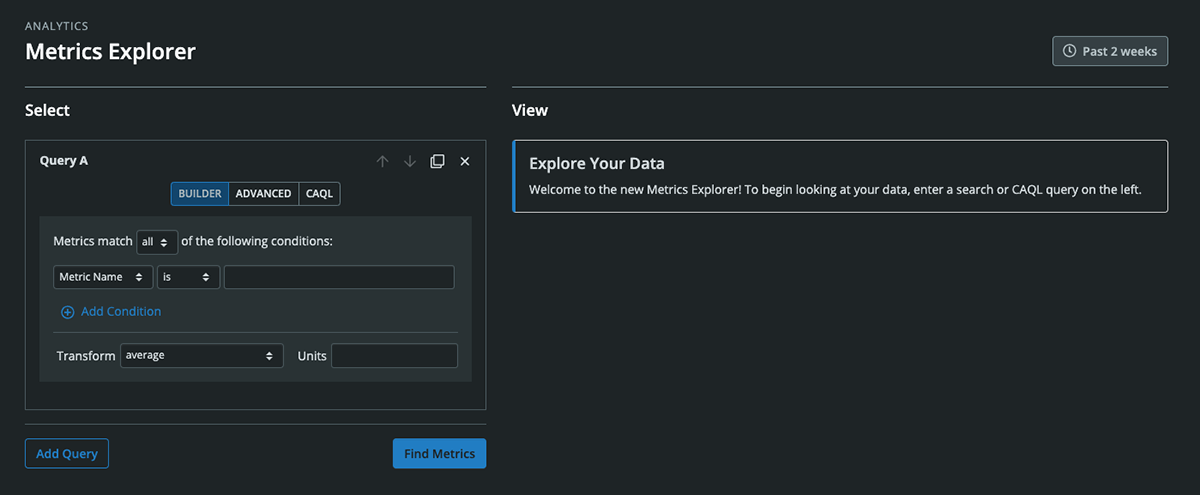 ANALYTICS
Metrics Explorer
Past 2 weeks
Select
Query A
BUILDER ADVANCED CAQL
Metrics match all of the following conditions:
Metric Name is
Add Condition
Transform average Units
Add Query Find Metrics
View
Explore Your Data
Welcome to the new Metrics Explorer! To begin looking at your data, enter a search or CAQL query on the left.